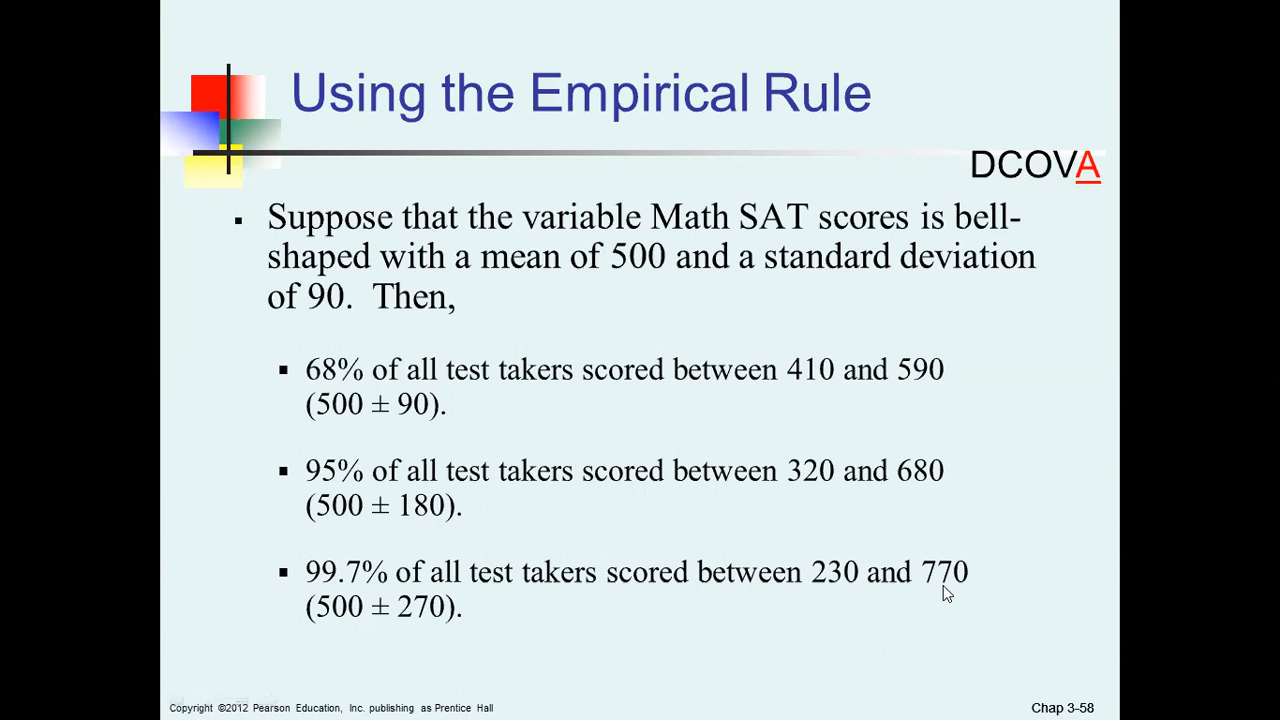 Using the Empirical Rule
DCOVA
▪ Suppose that the variable Math SAT scores is bell-
shaped with a mean of 500 and a standard deviation
of 90. Then,
▪ 68% of all test takers scored between 410 and 590
(500 ± 90).
▪ 95% of all test takers scored between 320 and 680
(500 ± 180).
▪ 99.7% of all test takers scored between 230 and 770
(500 ± 270).
Copyright ©2012 Pearson Education, Inc. publishing as Prentice Hall
Chap 3-58